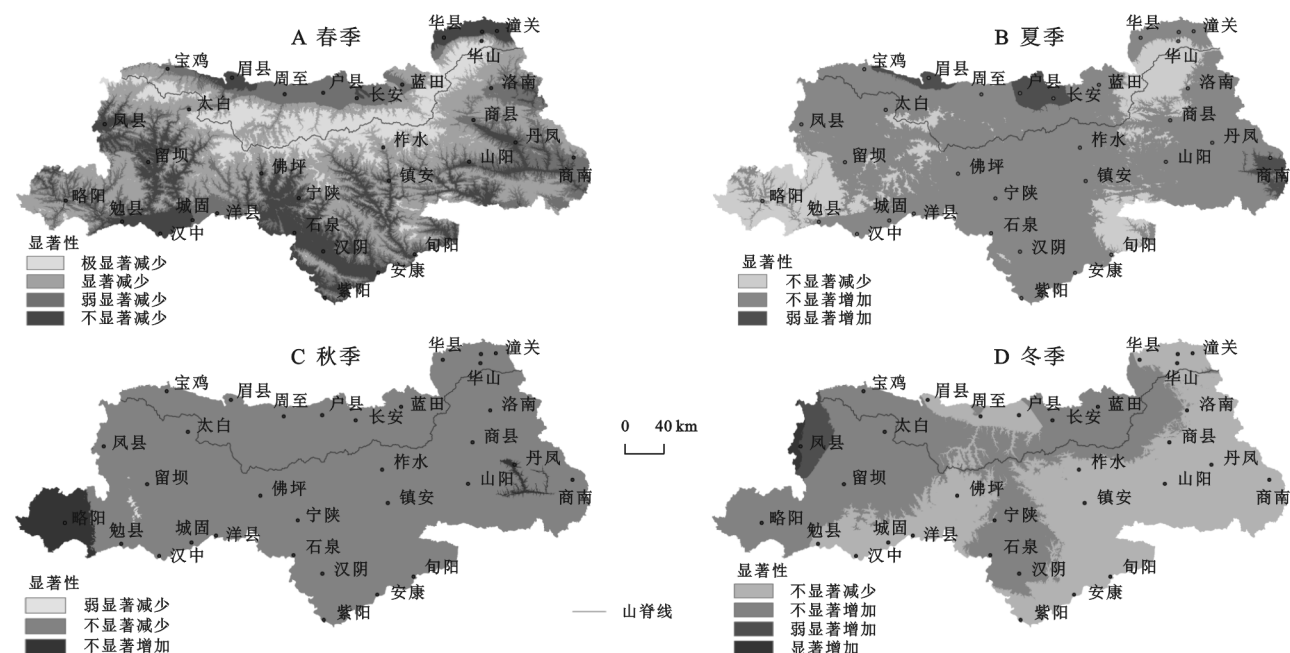 A 春季
华县
潼关
华山
宝鸡
眉县
周至
户县
长安
蓝田
洛南
太白
凤县
商县
丹凤
柞水
留坝
佛坪
山阳
镇安
商南
略阳
宁陕
勉县
城固
洋县
石泉
汉中
汉阴
旬阳
安康
紫阳
显著性
极显著减少
显著减少
弱显著减少
不显著减少
B 夏季
华县
潼关
华山
宝鸡
眉县
周至
户县
长安
蓝田
洛南
太白
凤县
商县
丹凤
柞水
留坝
佛坪
山阳
镇安
商南
略阳
宁陕
勉县
城固
洋县
石泉
汉中
汉阴
旬阳
安康
紫阳
显著性
不显著减少
不显著增加
弱显著增加
C 秋季
华县
潼关
华山
宝鸡
眉县
周至
户县
长安
蓝田
洛南
太白
凤县
商县
丹凤
柞水
留坝
佛坪
山阳
镇安
商南
略阳
宁陕
勉县
城固
洋县
石泉
汉中
汉阴
旬阳
安康
紫阳
显著性
弱显著减少
不显著减少
不显著增加
0 40 km
山脊线
D 冬季
华县
潼关
华山
宝鸡
眉县
周至
户县
长安
蓝田
洛南
太白
凤县
商县
丹凤
柞水
留坝
佛坪
山阳
镇安
商南
略阳
宁陕
勉县
城固
洋县
石泉
汉中
汉阴
旬阳
安康
紫阳
显著性
不显著减少
不显著增加
弱显著增加
显著增加